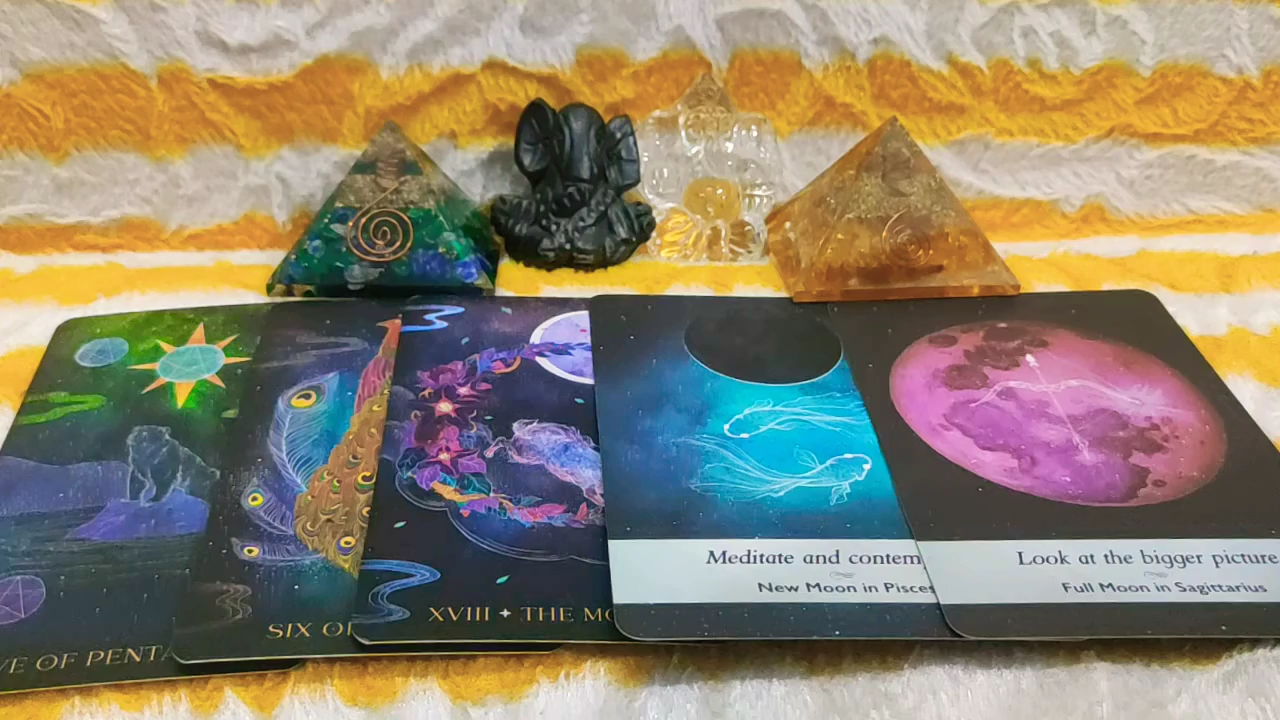 VE OF PENTA
SIX OF
XVIII ✦ THE MO
Meditate and contem
New Moon in Pisces
Look at the bigger picture
Full Moon in Sagittarius